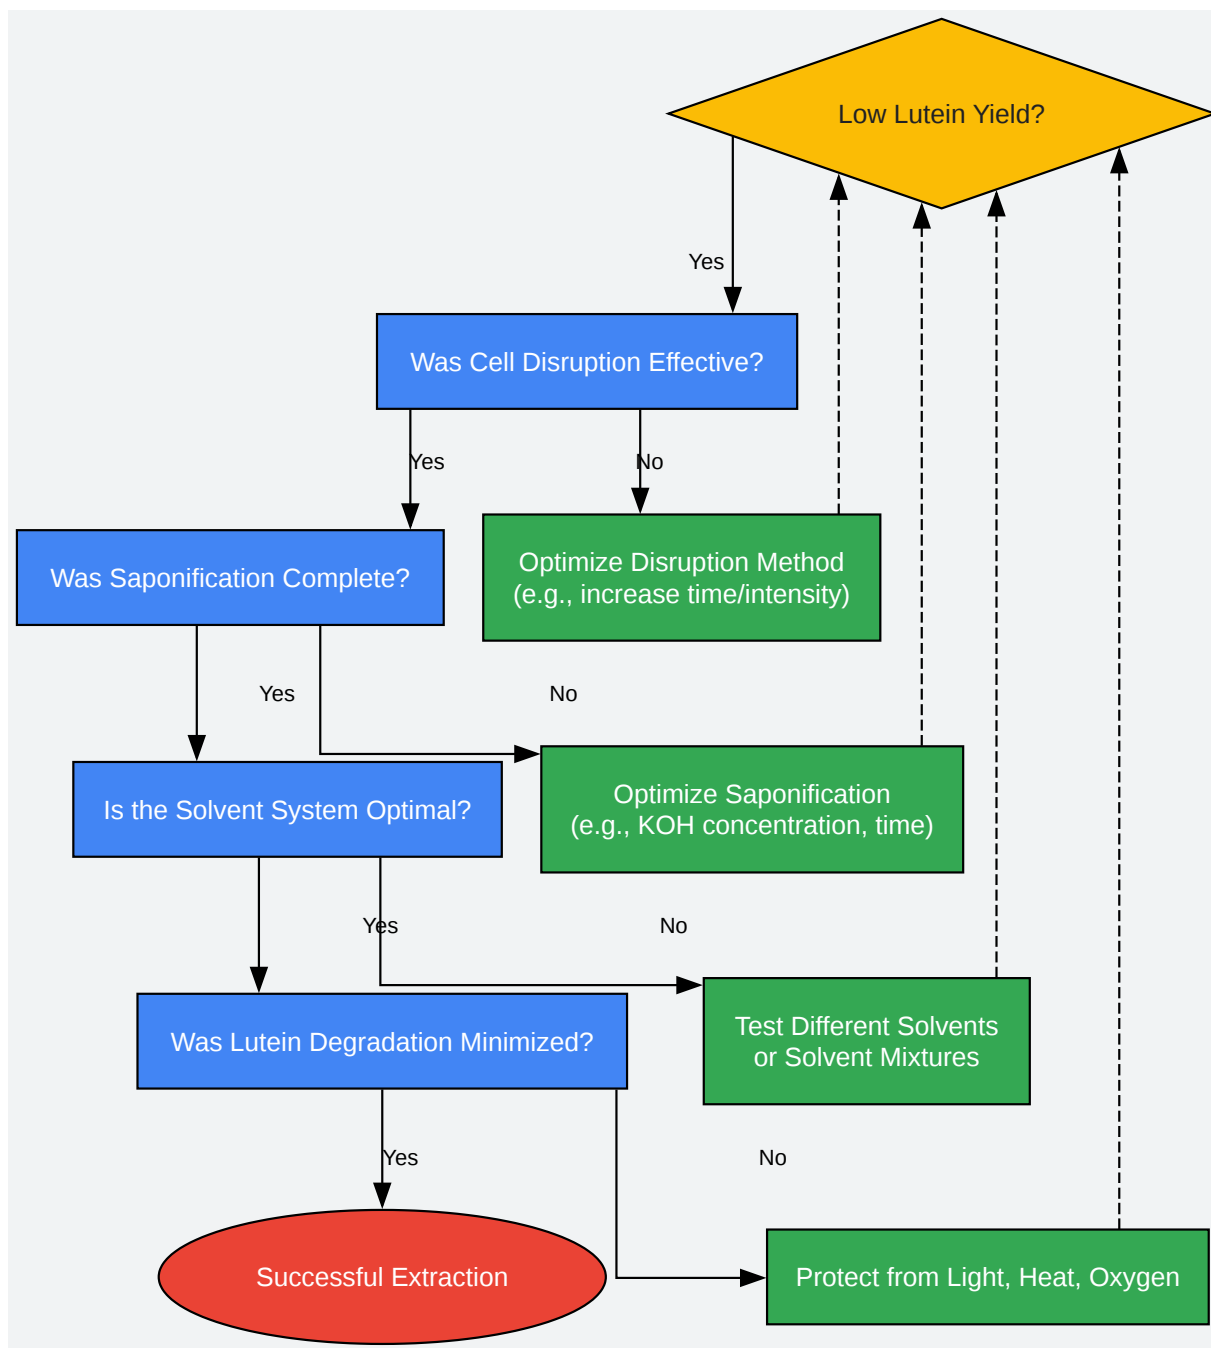 Low Lutein Yield?
Yes
Was Cell Disruption Effective?
Yes
No
Optimize Disruption Method
(e.g., increase time/intensity)
Was Saponification Complete?
Yes
No
Optimize Saponification
(e.g., KOH concentration, time)
Is the Solvent System Optimal?
Yes
No
Test Different Solvents
or Solvent Mixtures
Was Lutein Degradation Minimized?
Yes
No
Successful Extraction
Protect from Light, Heat, Oxygen